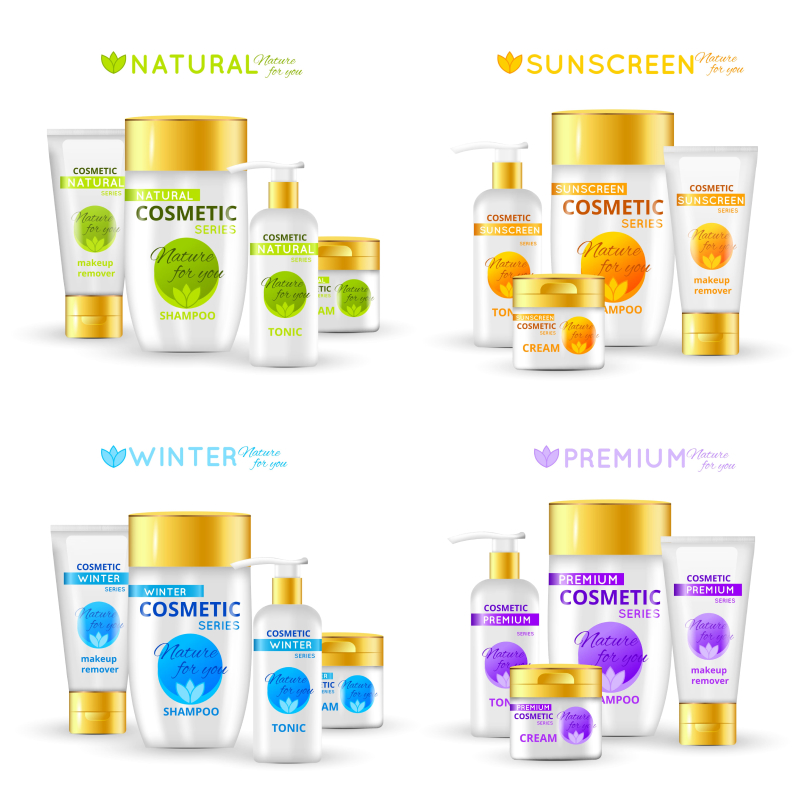 NATURAL Nature for you
COSMETIC
NATURAL
SERIES
Nature
for you
makeup
remover
NATURAL
COSMETIC
SERIES
Nature
for you
SHAMPOO
COSMETIC
NATURAL
SERIES
Nature
for you
TONIC
Nature
for you
SUNSCREEN Nature for you
COSMETIC
SUNSCREEN
SERIES
Nature
SUNSCREEN
COSMETIC
SERIES
Nature
for you
SUNSCREEN
COSMETIC
SERIES
Nature
for you
CREAM
COSMETIC
SUNSCREEN
SERIES
Nature
for you
makeup
remover
WINTER Nature for you
COSMETIC
WINTER
SERIES
Nature
for you
makeup
remover
WINTER
COSMETIC
SERIES
Nature
for you
SHAMPOO
COSMETIC
WINTER
SERIES
Nature
for you
TONIC
Nature
for you
PREMIUM Nature for you
COSMETIC
PREMIUM
SERIES
Nature
PREMIUM
COSMETIC
SERIES
Nature
for you
PREMIUM
COSMETIC
SERIES
Nature
for you
CREAM
COSMETIC
PREMIUM
SERIES
Nature
for you
makeup
remover